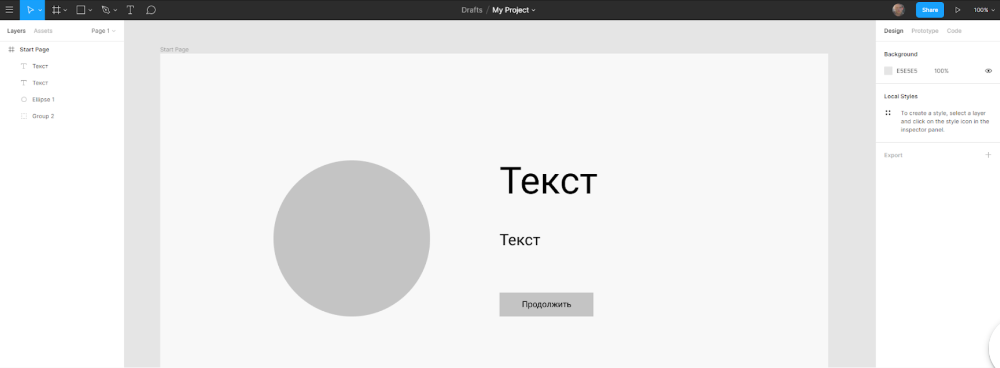 Drafts / My Project
Share
100%
Layers Assets Page 1
Start Page
Текст
Текст
Ellipse 1
Group 2
Start Page
Текст
Текст
Продолжить
Design Prototype Code
Background
E5E5E5 100%
Local Styles
To create a style, select a layer
and click on the style icon in the
inspector panel.
Export